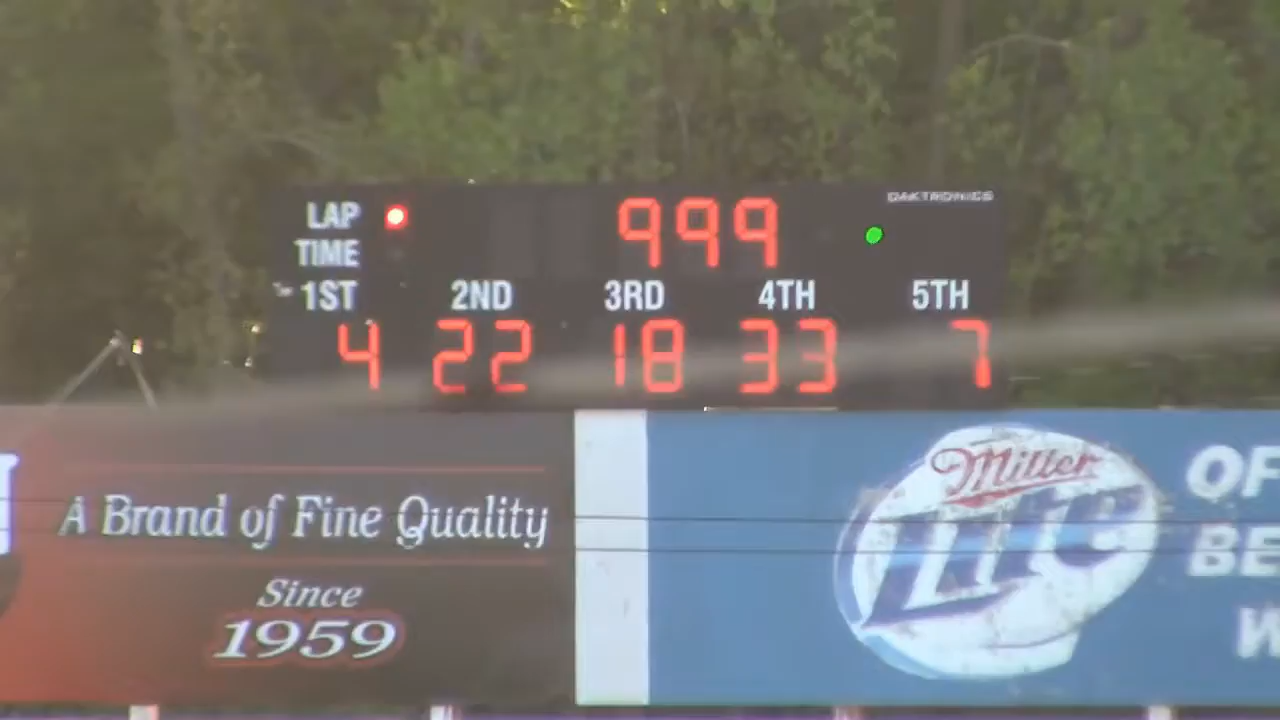 DAKTRONICS
LAP
999
TIME
1ST 2ND 3RD 4TH 5TH
4 22 18 33 7
A Brand of Fine Quality
Since
1959
Miller
Lite
OF
BE
W